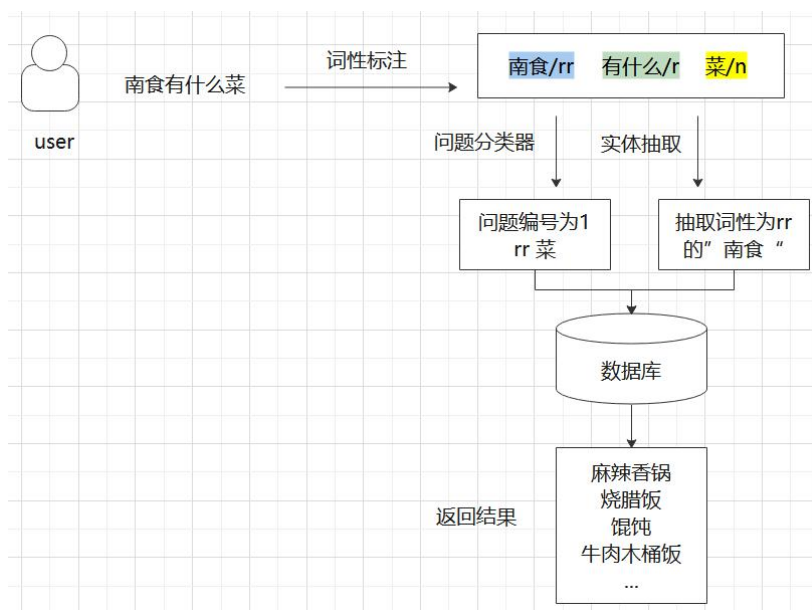 南食有什么菜
词性标注
南食/rr 有什么/r 菜/n
user
问题分类器
实体抽取
问题编号为1
rr 菜
抽取词性为rr
的”南食“
数据库
返回结果
麻辣香锅
烧腊饭
馄饨
牛肉木桶饭
...